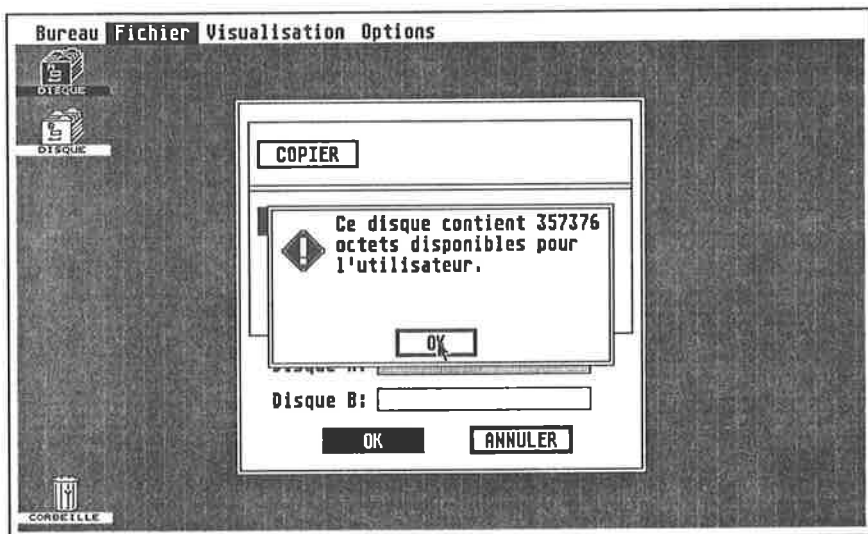 Bureau Fichier Visualisation Options
DISQUE
DISQUE
COPIER
Ce disque contient 357376
octets disponibles pour
l'utilisateur.
OK
Disque A:
Disque B:
OK ANNULER
CORBEILLE